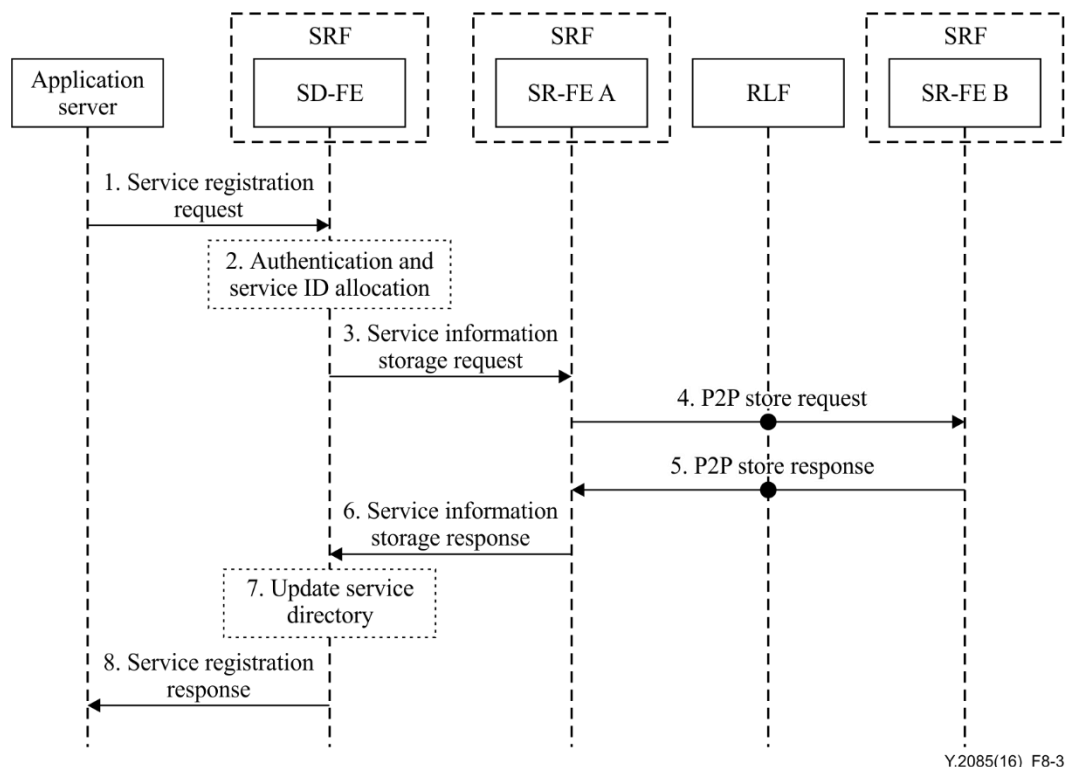 SRF
SRF
SRF
Application
server
SD-FE
SR-FE A
RLF
SR-FE B
1. Service registration
request
2. Authentication and
service ID allocation
3. Service information
storage request
4. P2P store request
5. P2P store response
6. Service information
storage response
7. Update service
directory
8. Service registration
response
Y.2085(16)_F8-3